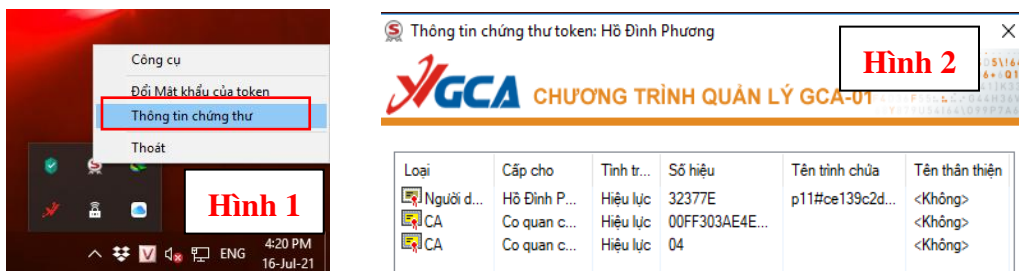 Công cụ
Đổi Mật khẩu của token
Thông tin chứng thư
Thoát
Hình 1
ENG
4:20 PM
16-Jul-21
Thông tin chứng thư token: Hồ Đình Phương
Hình 2
GCA CHƯƠNG TRÌNH QUẢN LÝ GCA-01
Loại Cấp cho Tình tr... Số hiệu Tên trình chứa Tên thân thiện
Người d... Hồ Đình P... Hiệu lực 32377E p11#ce139c2d... <Không>
CA Co quan c... Hiệu lực 00FF303AE4E... <Không>
CA Co quan c... Hiệu lực 04 <Không>